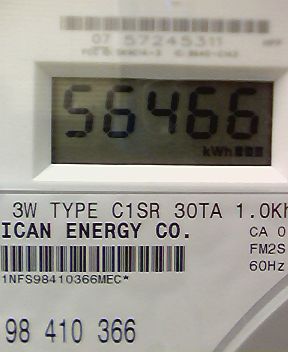 07 57245311
56466
kWh
3W TYPE C1SR 30TA 1.0Kh
ICAN ENERGY CO.
CA 0
FM2S
60Hz
1NFS98410366MEC*
98 410 366